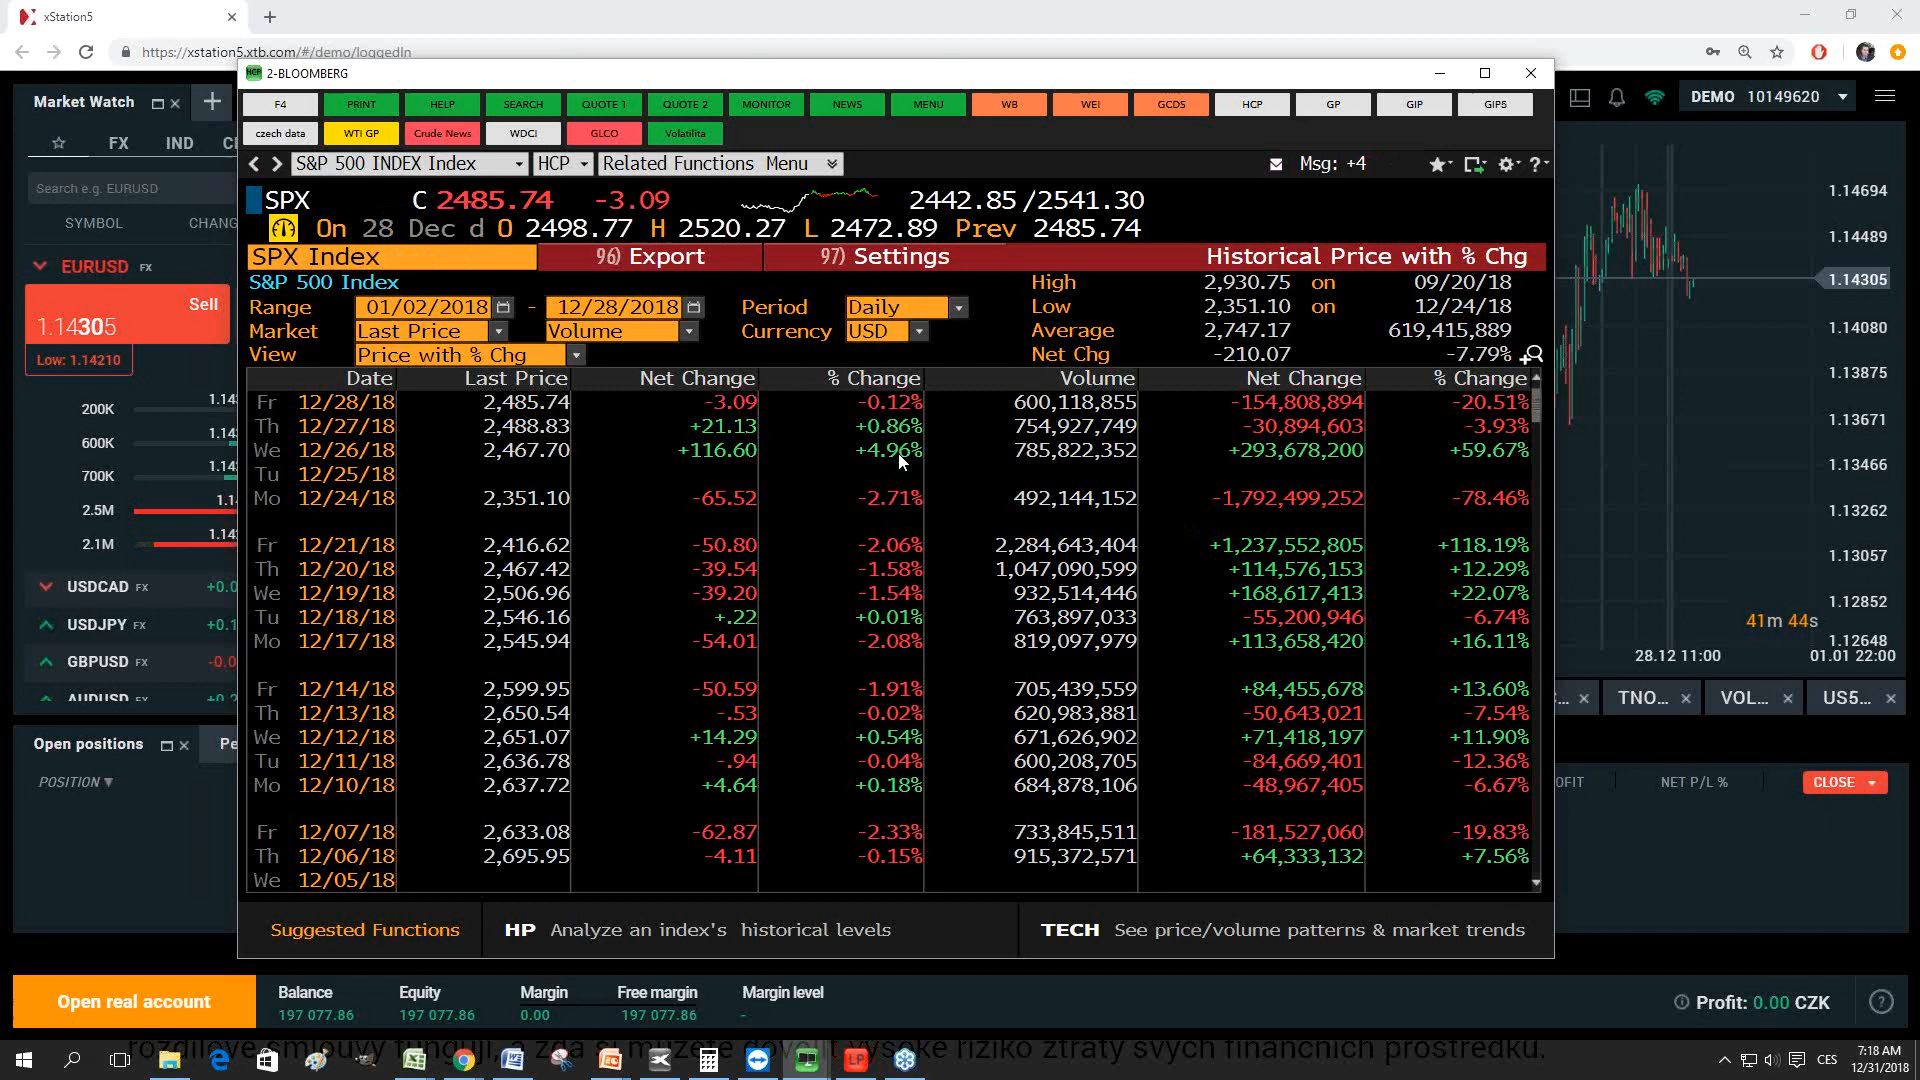 xStation5
https://xstation5.xtb.com/#/demo/loggedIn
2-BLOOMBERG
F4 PRINT HELP SEARCH QUOTE 1 QUOTE 2 MONITOR NEWS MENU WB WEI GCDS HCP GP GIP GIP5
czech data WTI GP Crude News WDCI GLCO Volatilita
S&P 500 INDEX Index HCP Related Functions Menu Msg: +4
SPX C 2485.74 -3.09 2442.85/2541.30
On 28 Dec d O 2498.77 H 2520.27 L 2472.89 Prev 2485.74
SPX Index 96) Export 97) Settings Historical Price with % Chg
S&P 500 Index High 2,930.75 on 09/20/18
Range 01/02/2018 - 12/28/2018 Period Daily Low 2,351.10 on 12/24/18
Market Last Price Volume Currency USD Average 2,747.17 619,415,889
View Price with % Chg Net Chg -210.07 -7.79%
Date Last Price Net Change % Change Volume Net Change % Change
Fr 12/28/18 2,485.74 -3.09 -0.12% 600,118,855 -154,808,894 -20.51%
Th 12/27/18 2,488.83 +21.13 +0.86% 754,927,749 -30,894,603 -3.93%
We 12/26/18 2,467.70 +116.60 +4.96% 785,822,352 +293,678,200 +59.67%
Tu 12/25/18
Mo 12/24/18 2,351.10 -65.52 -2.71% 492,144,152 -1,792,499,252 -78.46%
Fr 12/21/18 2,416.62 -50.80 -2.06% 2,284,643,404 +1,237,552,805 +118.19%
Th 12/20/18 2,467.42 -39.54 -1.58% 1,047,090,599 +114,576,153 +12.29%
We 12/19/18 2,506.96 -39.20 -1.54% 932,514,446 +168,617,413 +22.07%
Tu 12/18/18 2,546.16 +.22 +0.01% 763,897,033 -55,200,946 -6.74%
Mo 12/17/18 2,545.94 -54.01 -2.08% 819,097,979 +113,658,420 +16.11%
Fr 12/14/18 2,599.95 -50.59 -1.91% 705,439,559 +84,455,678 +13.60%
Th 12/13/18 2,650.54 -.53 -0.02% 620,983,881 -50,643,021 -7.54%
We 12/12/18 2,651.07 +14.29 +0.54% 671,626,902 +71,418,197 +11.90%
Tu 12/11/18 2,636.78 -.94 -0.04% 600,208,705 -84,669,401 -12.36%
Mo 12/10/18 2,637.72 +4.64 +0.18% 684,878,106 -48,967,405 -6.67%
Fr 12/07/18 2,633.08 -62.87 -2.33% 733,845,511 -181,527,060 -19.83%
Th 12/06/18 2,695.95 -4.11 -0.15% 915,372,571 +64,333,132 +7.56%
We 12/05/18
Suggested Functions HP Analyze an index's historical levels TECH See price/volume patterns & market trends
Market Watch
FX IND
Search e.g. EURUSD
SYMBOL CHANG
EURUSD FX
Sell
1.14305
Low: 1.14210
200K 1.14
600K 1.14
700K 1.14
2.5M 1.1
2.1M 1.14
USDCAD FX +0.0
USDJPY FX +0.1
GBPUSD FX -0.0
AUDUSD FX
Open positions Pe
POSITION
DEMO 10149620
1.14694
1.14489
1.14305
1.14080
1.13875
1.13671
1.13466
1.13262
1.13057
1.12852
41m 44s
1.12648
28.12 11:00 01.01 22:00
TNO... VOL... US5...
OFIT NET P/L % CLOSE
Open real account
Balance Equity Margin Free margin Margin level
197 077.86 197 077.86 0.00 197 077.86 -
Profit: 0.00 CZK
CES
7:18 AM
12/31/2018